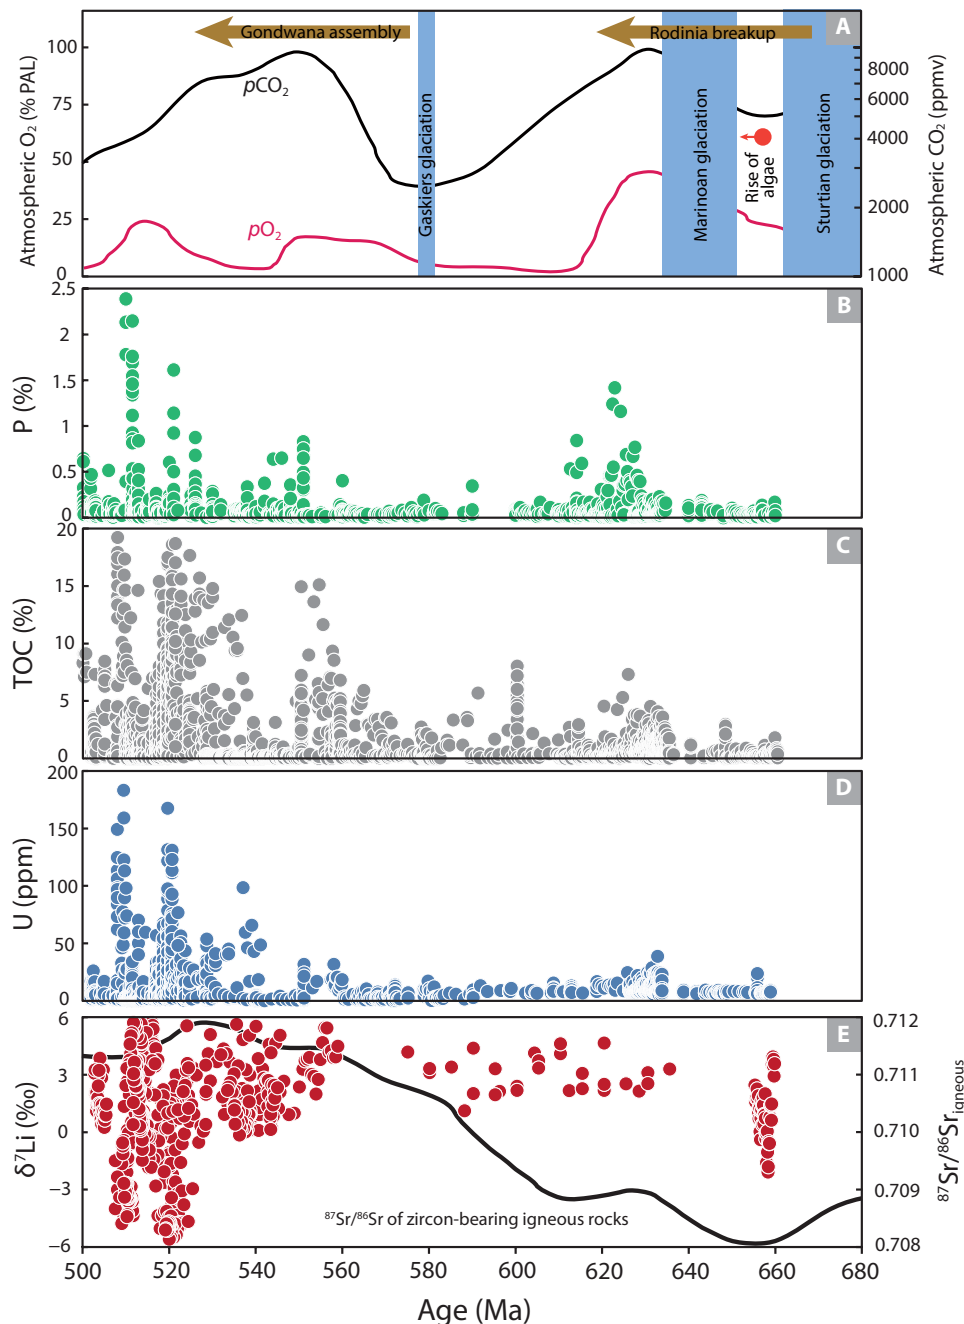 Gondwana assembly
Rodinia breakup
A
100
75
50
25
0
Atmospheric O₂ (% PAL)
pCO₂
pO₂
Gaskiers glaciation
Marinoan glaciation
Rise of
algae
Sturtian glaciation
8000
6000
4000
2000
1000
Atmospheric CO₂ (ppmv)
B
2.5
2
1.5
1
0.5
0
P (%)
C
20
15
10
5
0
TOC (%)
D
200
150
100
50
0
U (ppm)
E
6
3
0
−3
−6
δ⁷Li (‰)
⁸⁷Sr/⁸⁶Sr of zircon-bearing igneous rocks
0.712
0.711
0.710
0.709
0.708
⁸⁷Sr/⁸⁶Sr igneous
500 520 540 560 580 600 620 640 660 680
Age (Ma)